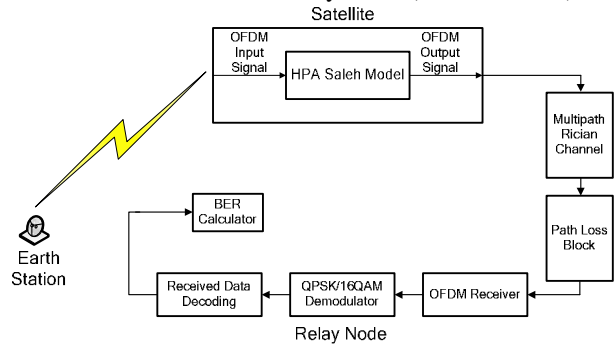 Satellite
OFDM
Input
Signal
HPA Saleh Model
OFDM
Output
Signal
Multipath
Rician
Channel
Path Loss
Block
BER
Calculator
Earth
Station
Received Data
Decoding
QPSK/16QAM
Demodulator
OFDM Receiver
Relay Node